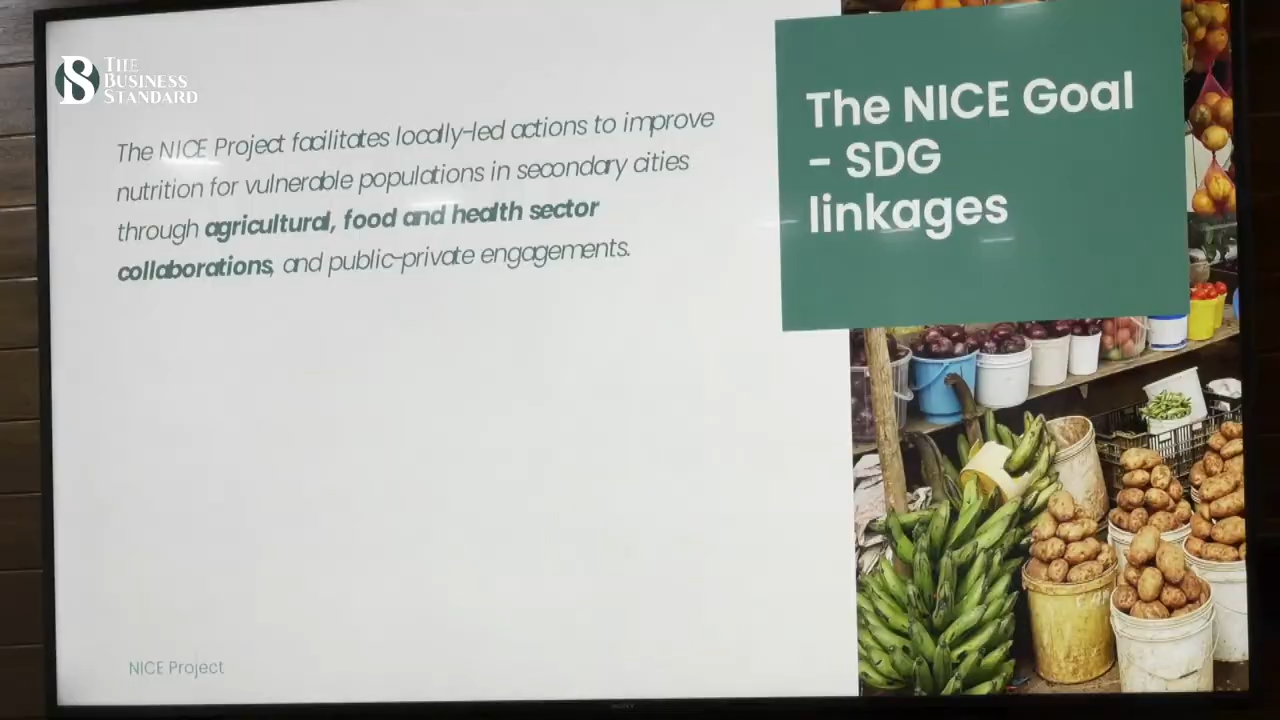 The Business Standard
The NICE Project facilitates locally-led actions to improve
nutrition for vulnerable populations in secondary cities
through agricultural, food and health sector
collaborations, and public-private engagements.
The NICE Goal
- SDG
linkages
NICE Project